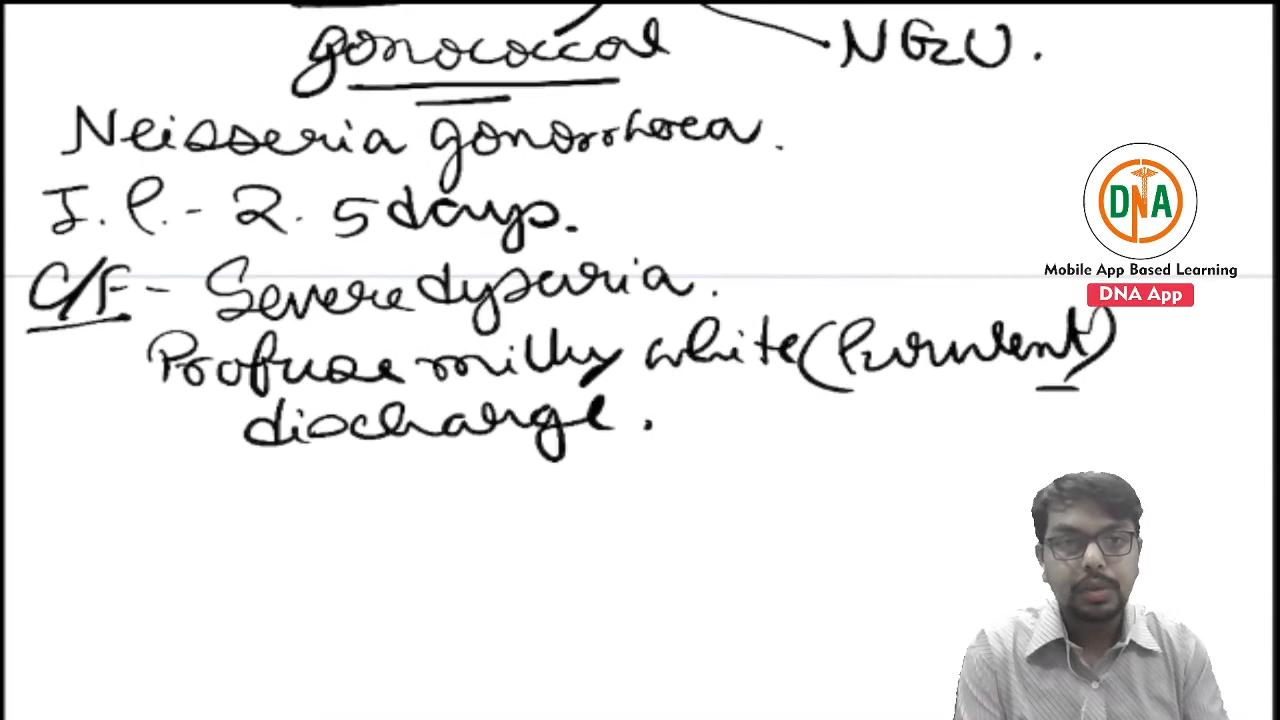 gonococcal
NGU.
Neisseria gonorrhoea.
I.P.- 2.5 days.
C/F - Severe dysuria.
Profuse milky white (Purulent)
discharge.
DNA
Mobile App Based Learning
DNA App